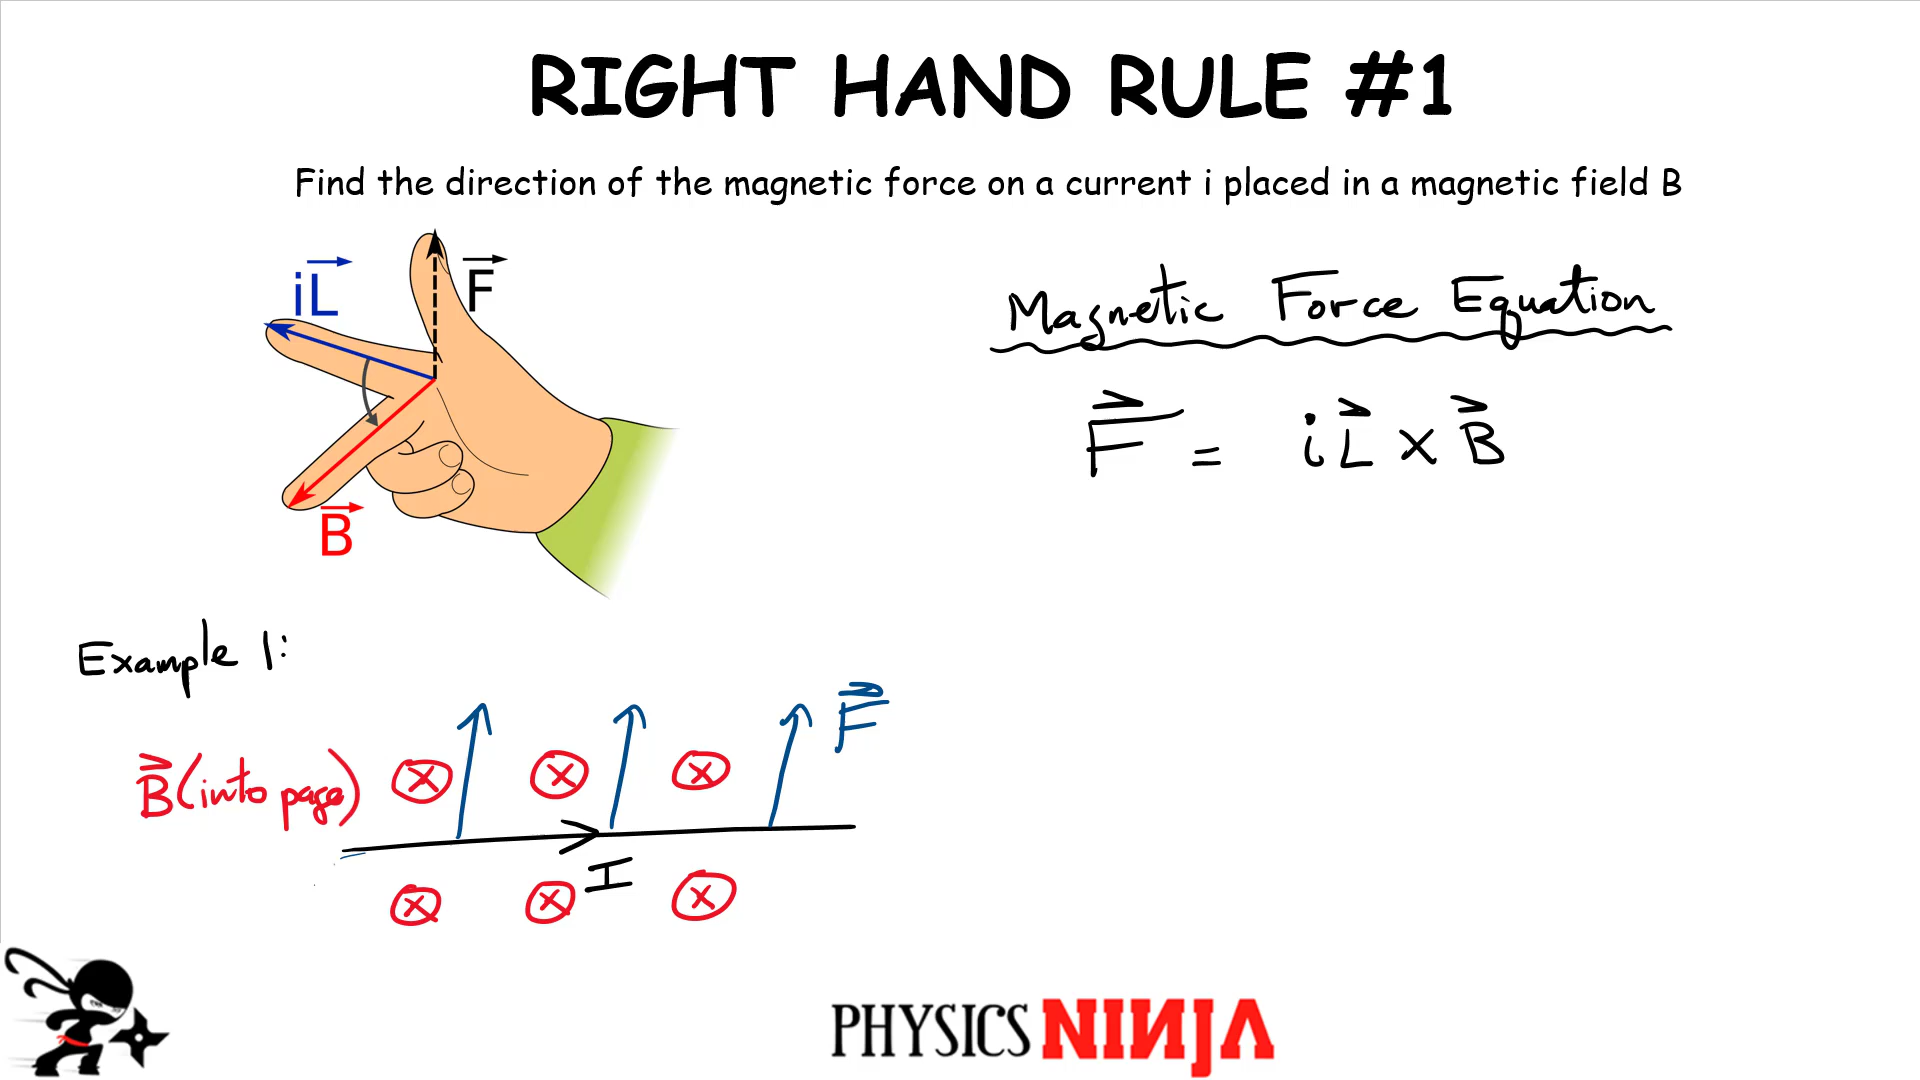 RIGHT HAND RULE #1
Find the direction of the magnetic force on a current i placed in a magnetic field B
iL⃗
F⃗
B⃗
Magnetic Force Equation
F⃗ = iL⃗ × B⃗
Example 1:
F⃗
B⃗ (into page)
I
PHYSICS NINJA